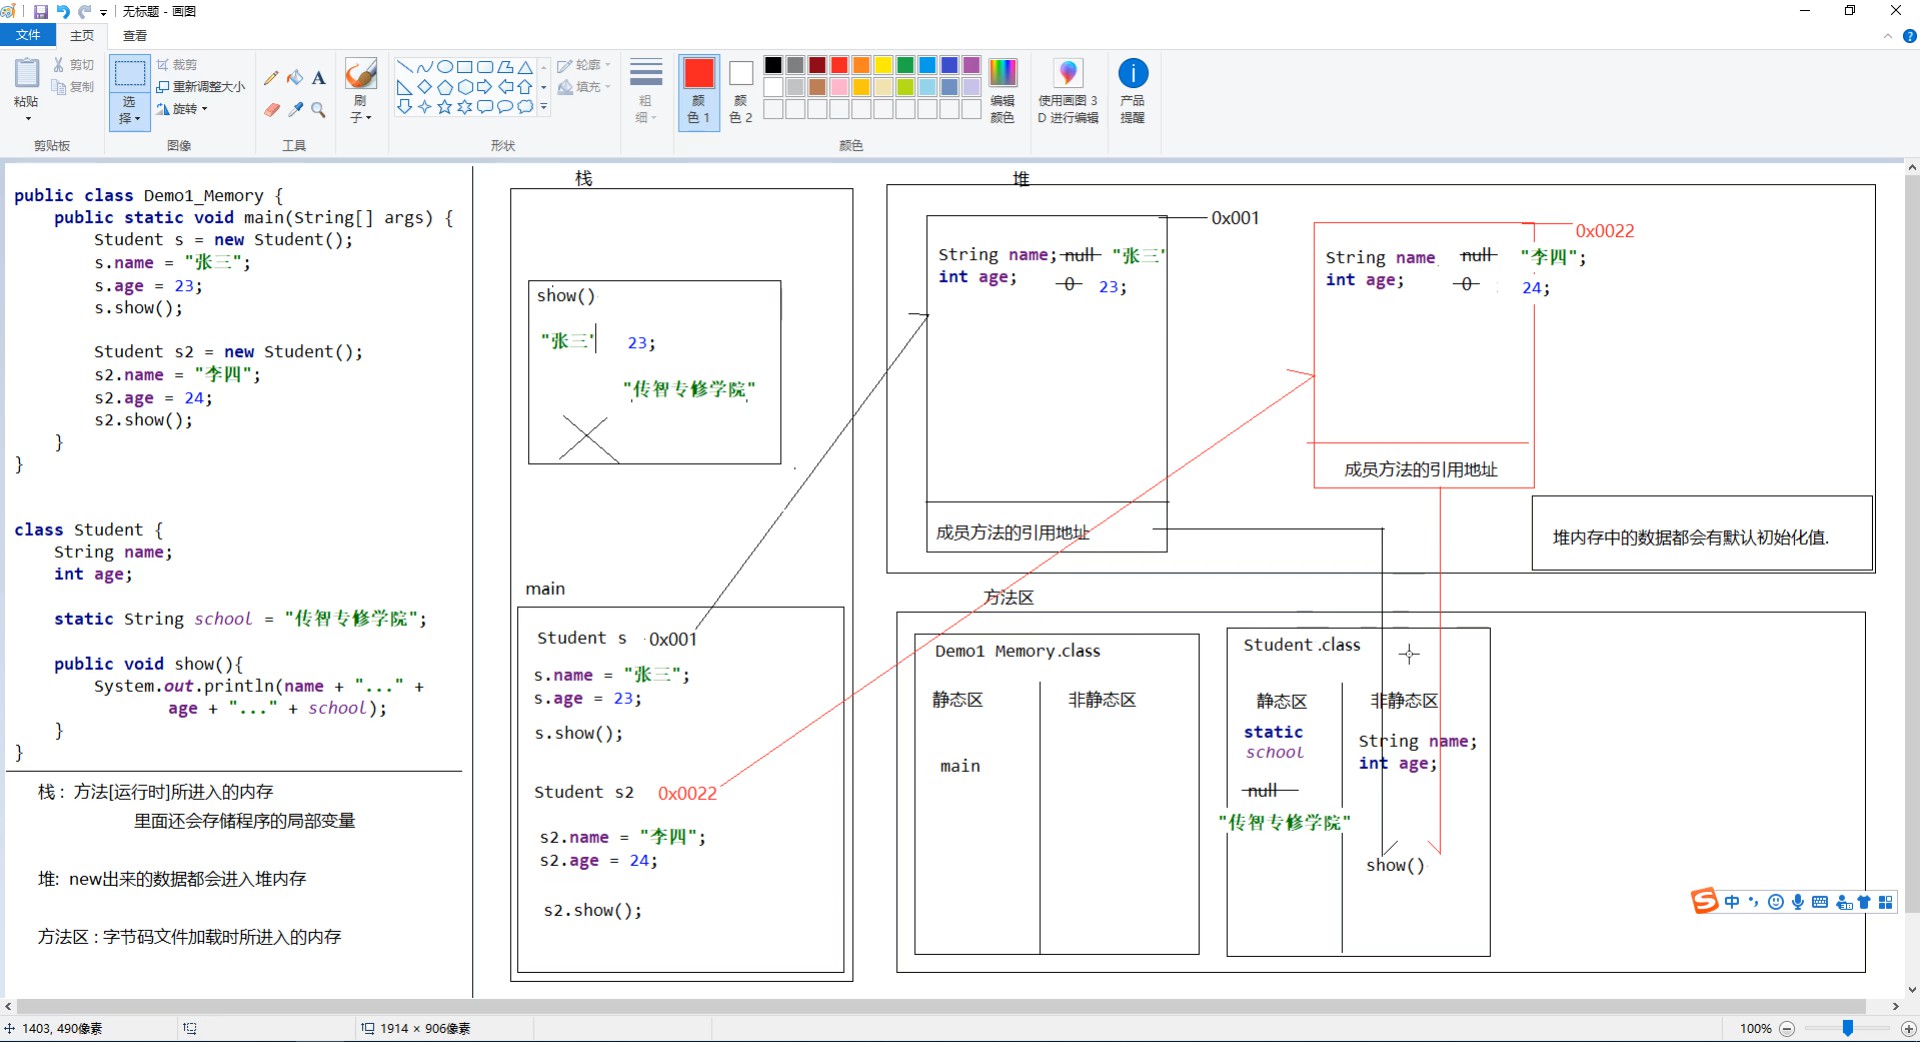 无标题 - 画图
文件 主页 查看
粘贴
剪切
复制
剪贴板
选择
裁剪
重新调整大小
旋转
图像
A
工具
刷子
形状
轮廓
填充
粗细
颜色 1
颜色 2
颜色
编辑颜色
使用画图 3D 进行编辑
产品提醒
public class Demo1_Memory {
public static void main(String[] args) {
Student s = new Student();
s.name = "张三";
s.age = 23;
s.show();
Student s2 = new Student();
s2.name = "李四";
s2.age = 24;
s2.show();
}
}
class Student {
String name;
int age;
static String school = "传智专修学院";
public void show(){
System.out.println(name + "..." +
age + "..." + school);
}
}
栈 : 方法[运行时]所进入的内存
里面还会存储程序的局部变量
堆: new出来的数据都会进入堆内存
方法区 : 字节码文件加载时所进入的内存
栈
show()
"张三" 23;
"传智专修学院"
main
Student s 0x001
s.name = "张三";
s.age = 23;
s.show();
Student s2 0x0022
s2.name = "李四";
s2.age = 24;
s2.show();
堆
0x001
String name; null "张三"
int age; 0 23;
成员方法的引用地址
0x0022
String name null "李四";
int age; 0 24;
成员方法的引用地址
堆内存中的数据都会有默认初始化值.
方法区
Demo1 Memory.class
静态区 非静态区
main
Student.class
静态区 非静态区
static
school
null
"传智专修学院"
String name;
int age;
show()
中
1403, 490像素
1914 × 906像素
100%